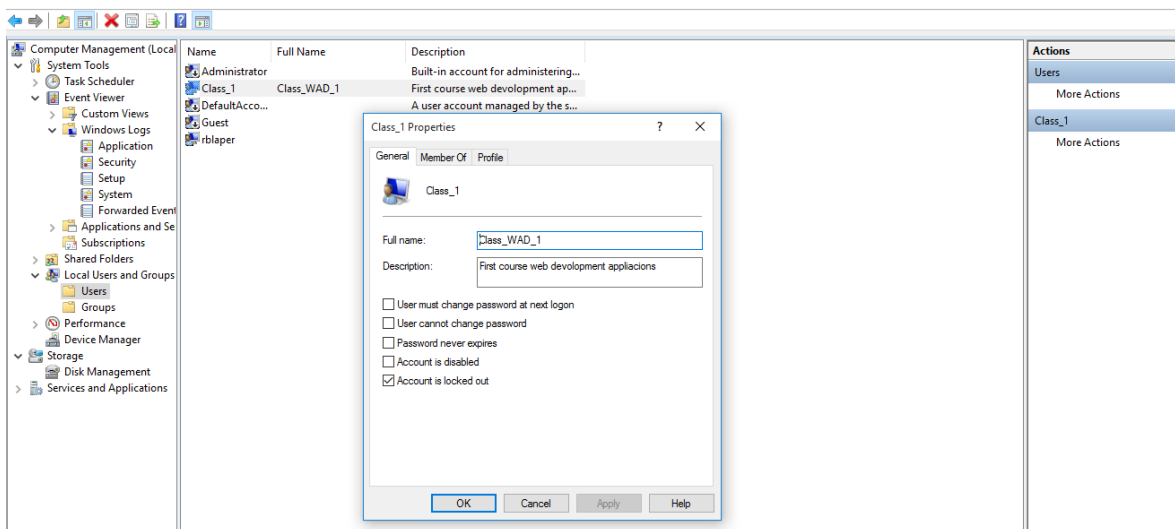 Computer Management (Local
System Tools
Task Scheduler
Event Viewer
Custom Views
Windows Logs
Application
Security
Setup
System
Forwarded Event
Applications and Se
Subscriptions
Shared Folders
Local Users and Groups
Users
Groups
Performance
Device Manager
Storage
Disk Management
Services and Applications
Name Full Name Description
Administrator Built-in account for administering...
Class_1 Class_WAD_1 First course web devolopment ap...
DefaultAcco... A user account managed by the s...
Guest
rblaper
Class_1 Properties ? X
General Member Of Profile
Class_1
Full name: Class_WAD_1
Description: First course web devolopment appliacions
User must change password at next logon
User cannot change password
Password never expires
Account is disabled
Account is locked out
OK Cancel Apply Help
Actions
Users
More Actions
Class_1
More Actions